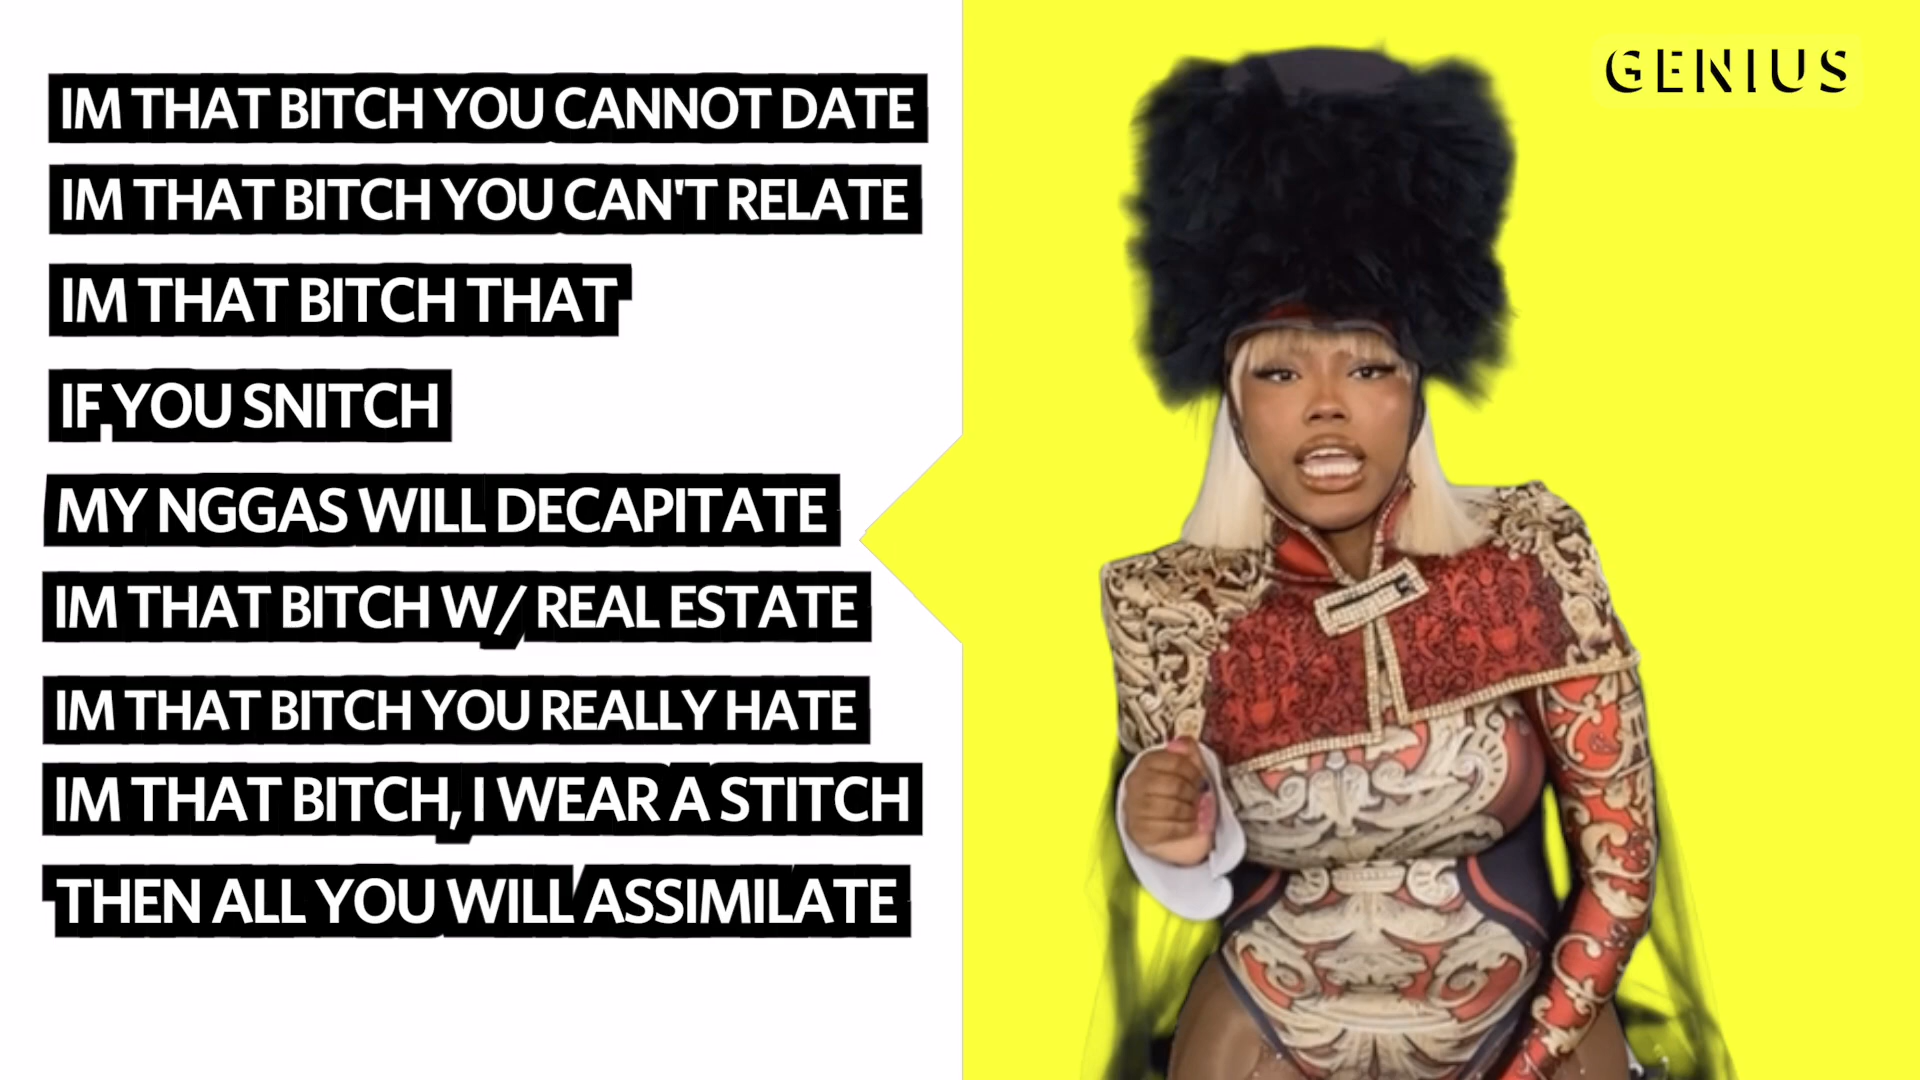 IM THAT BITCH YOU CANNOT DATE
IM THAT BITCH YOU CAN'T RELATE
IM THAT BITCH THAT
IF YOU SNITCH
MY NGGAS WILL DECAPITATE
IM THAT BITCH W/ REAL ESTATE
IM THAT BITCH YOU REALLY HATE
IM THAT BITCH, I WEAR A STITCH
THEN ALL YOU WILL ASSIMILATE
GENIUS